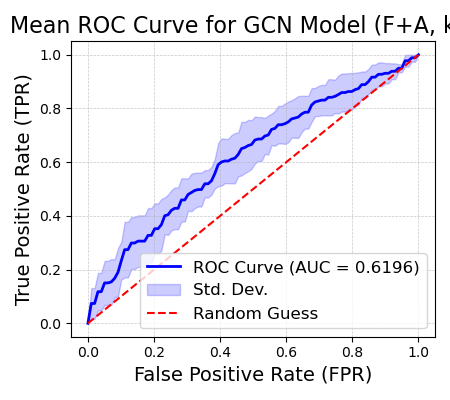 Mean ROC Curve for GCN Model (F+A, k
True Positive Rate (TPR)
1.0
0.8
0.6
0.4
0.2
0.0
ROC Curve (AUC = 0.6196)
Std. Dev.
Random Guess
0.0 0.2 0.4 0.6 0.8 1.0
False Positive Rate (FPR)